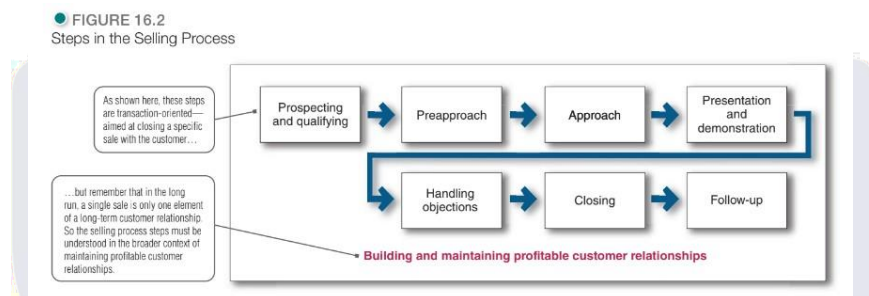 FIGURE 16.2
Steps in the Selling Process
As shown here, these steps
are transaction-oriented—
aimed at closing a specific
sale with the customer…
Prospecting
and qualifying
Preapproach
Approach
Presentation
and
demonstration
…but remember that in the long
run, a single sale is only one element
of a long-term customer relationship.
So the selling process steps must be
understood in the broader context of
maintaining profitable customer
relationships.
Handling
objections
Closing
Follow-up
Building and maintaining profitable customer relationships